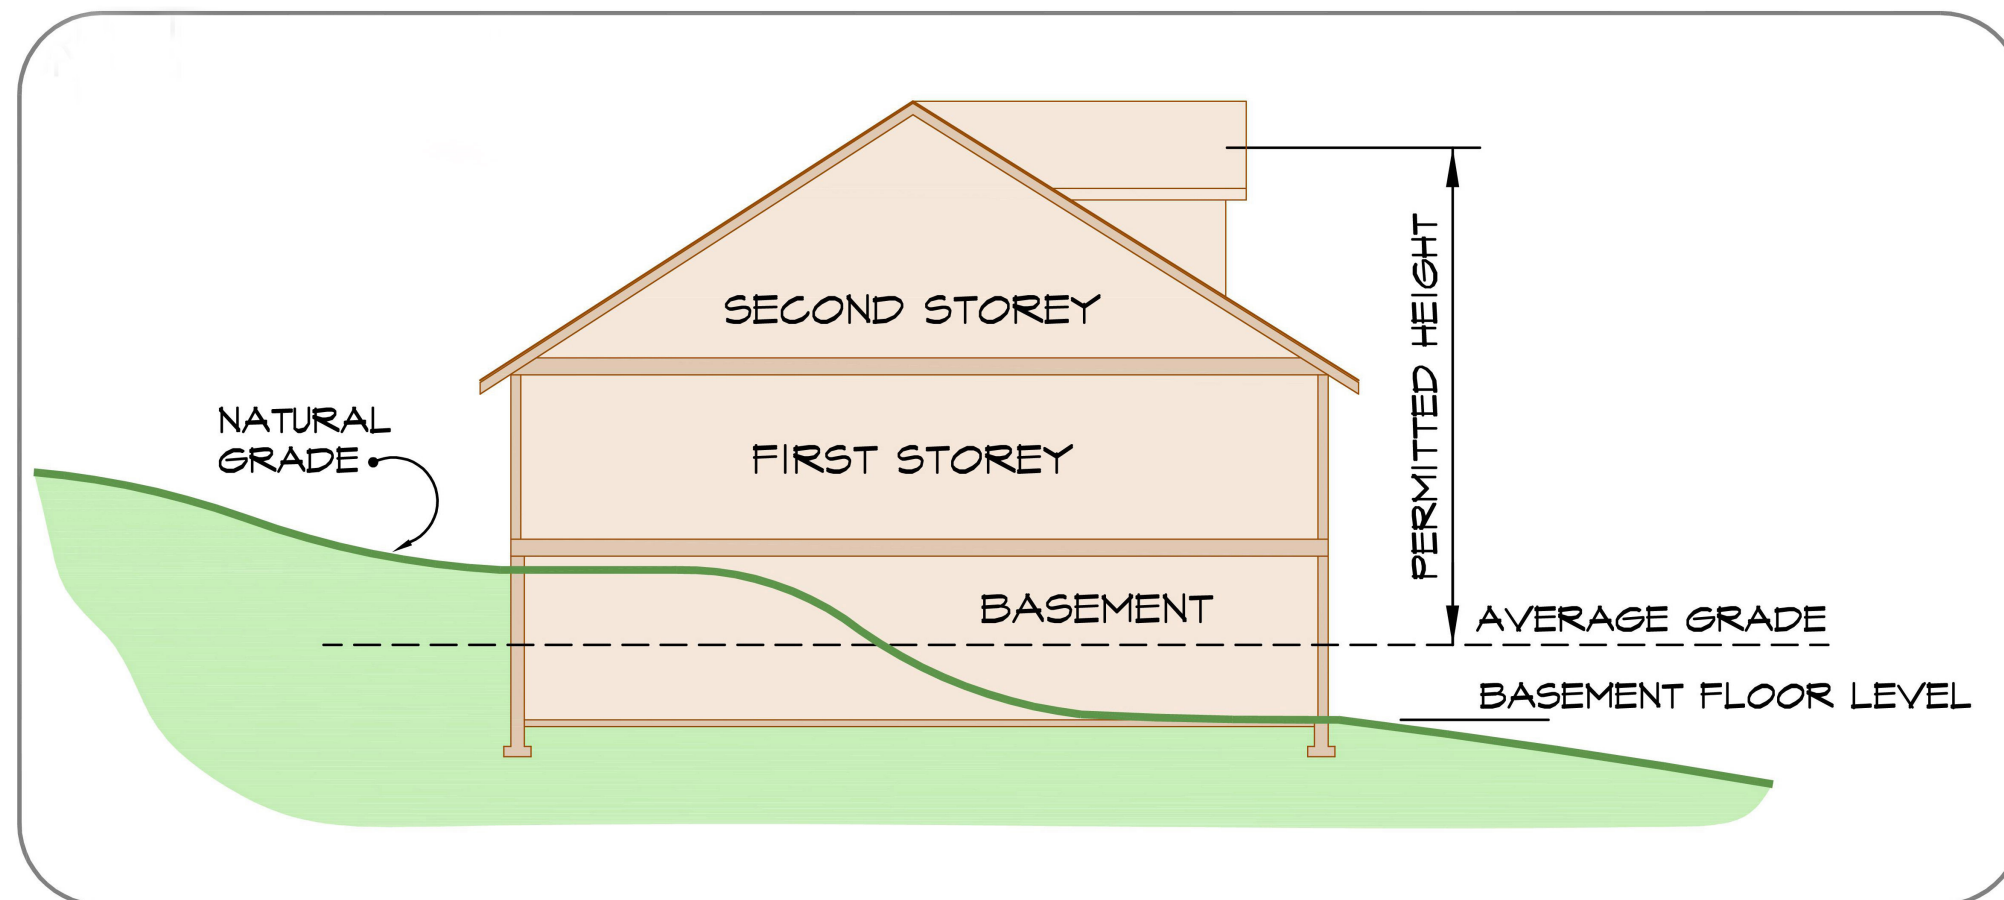 SECOND STOREY
PERMITTED HEIGHT
NATURAL
GRADE
FIRST STOREY
BASEMENT
AVERAGE GRADE
BASEMENT FLOOR LEVEL